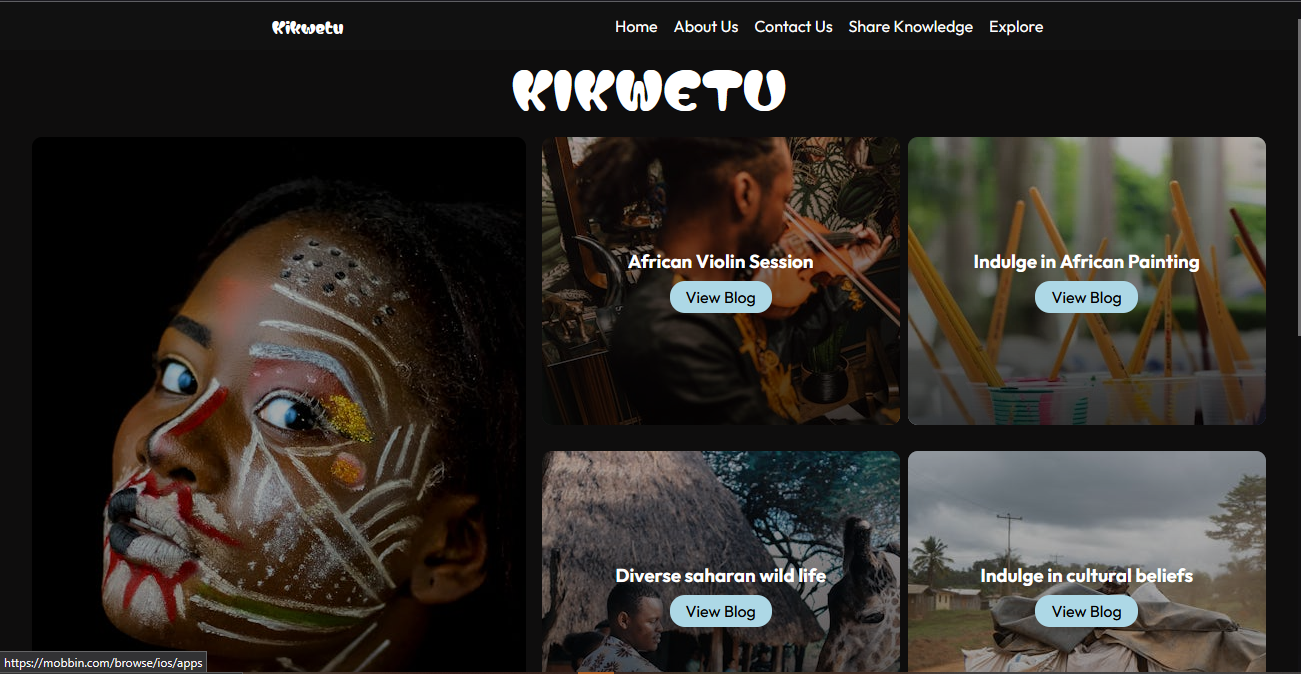 Kikwetu
Home About Us Contact Us Share Knowledge Explore
KIKWETU
African Violin Session
View Blog
Indulge in African Painting
View Blog
Diverse saharan wild life
View Blog
Indulge in cultural beliefs
View Blog
https://mobbin.com/browse/ios/apps